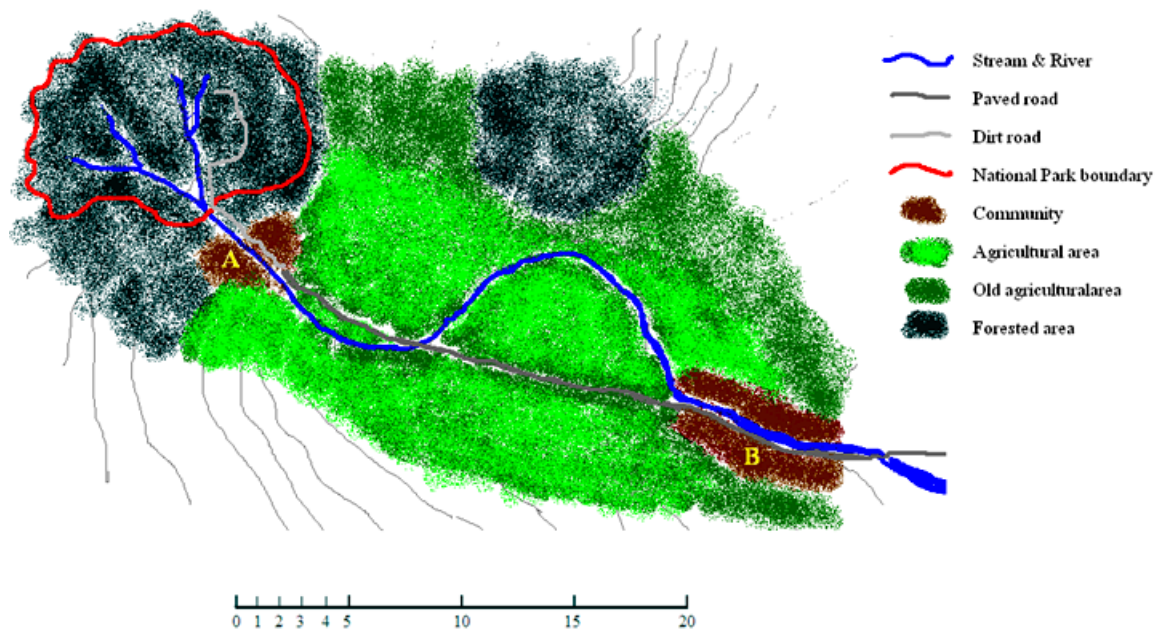 Stream & River
Paved road
Dirt road
National Park boundary
Community
Agricultural area
Old agriculturalarea
Forested area
A
B
0 1 2 3 4 5 10 15 20